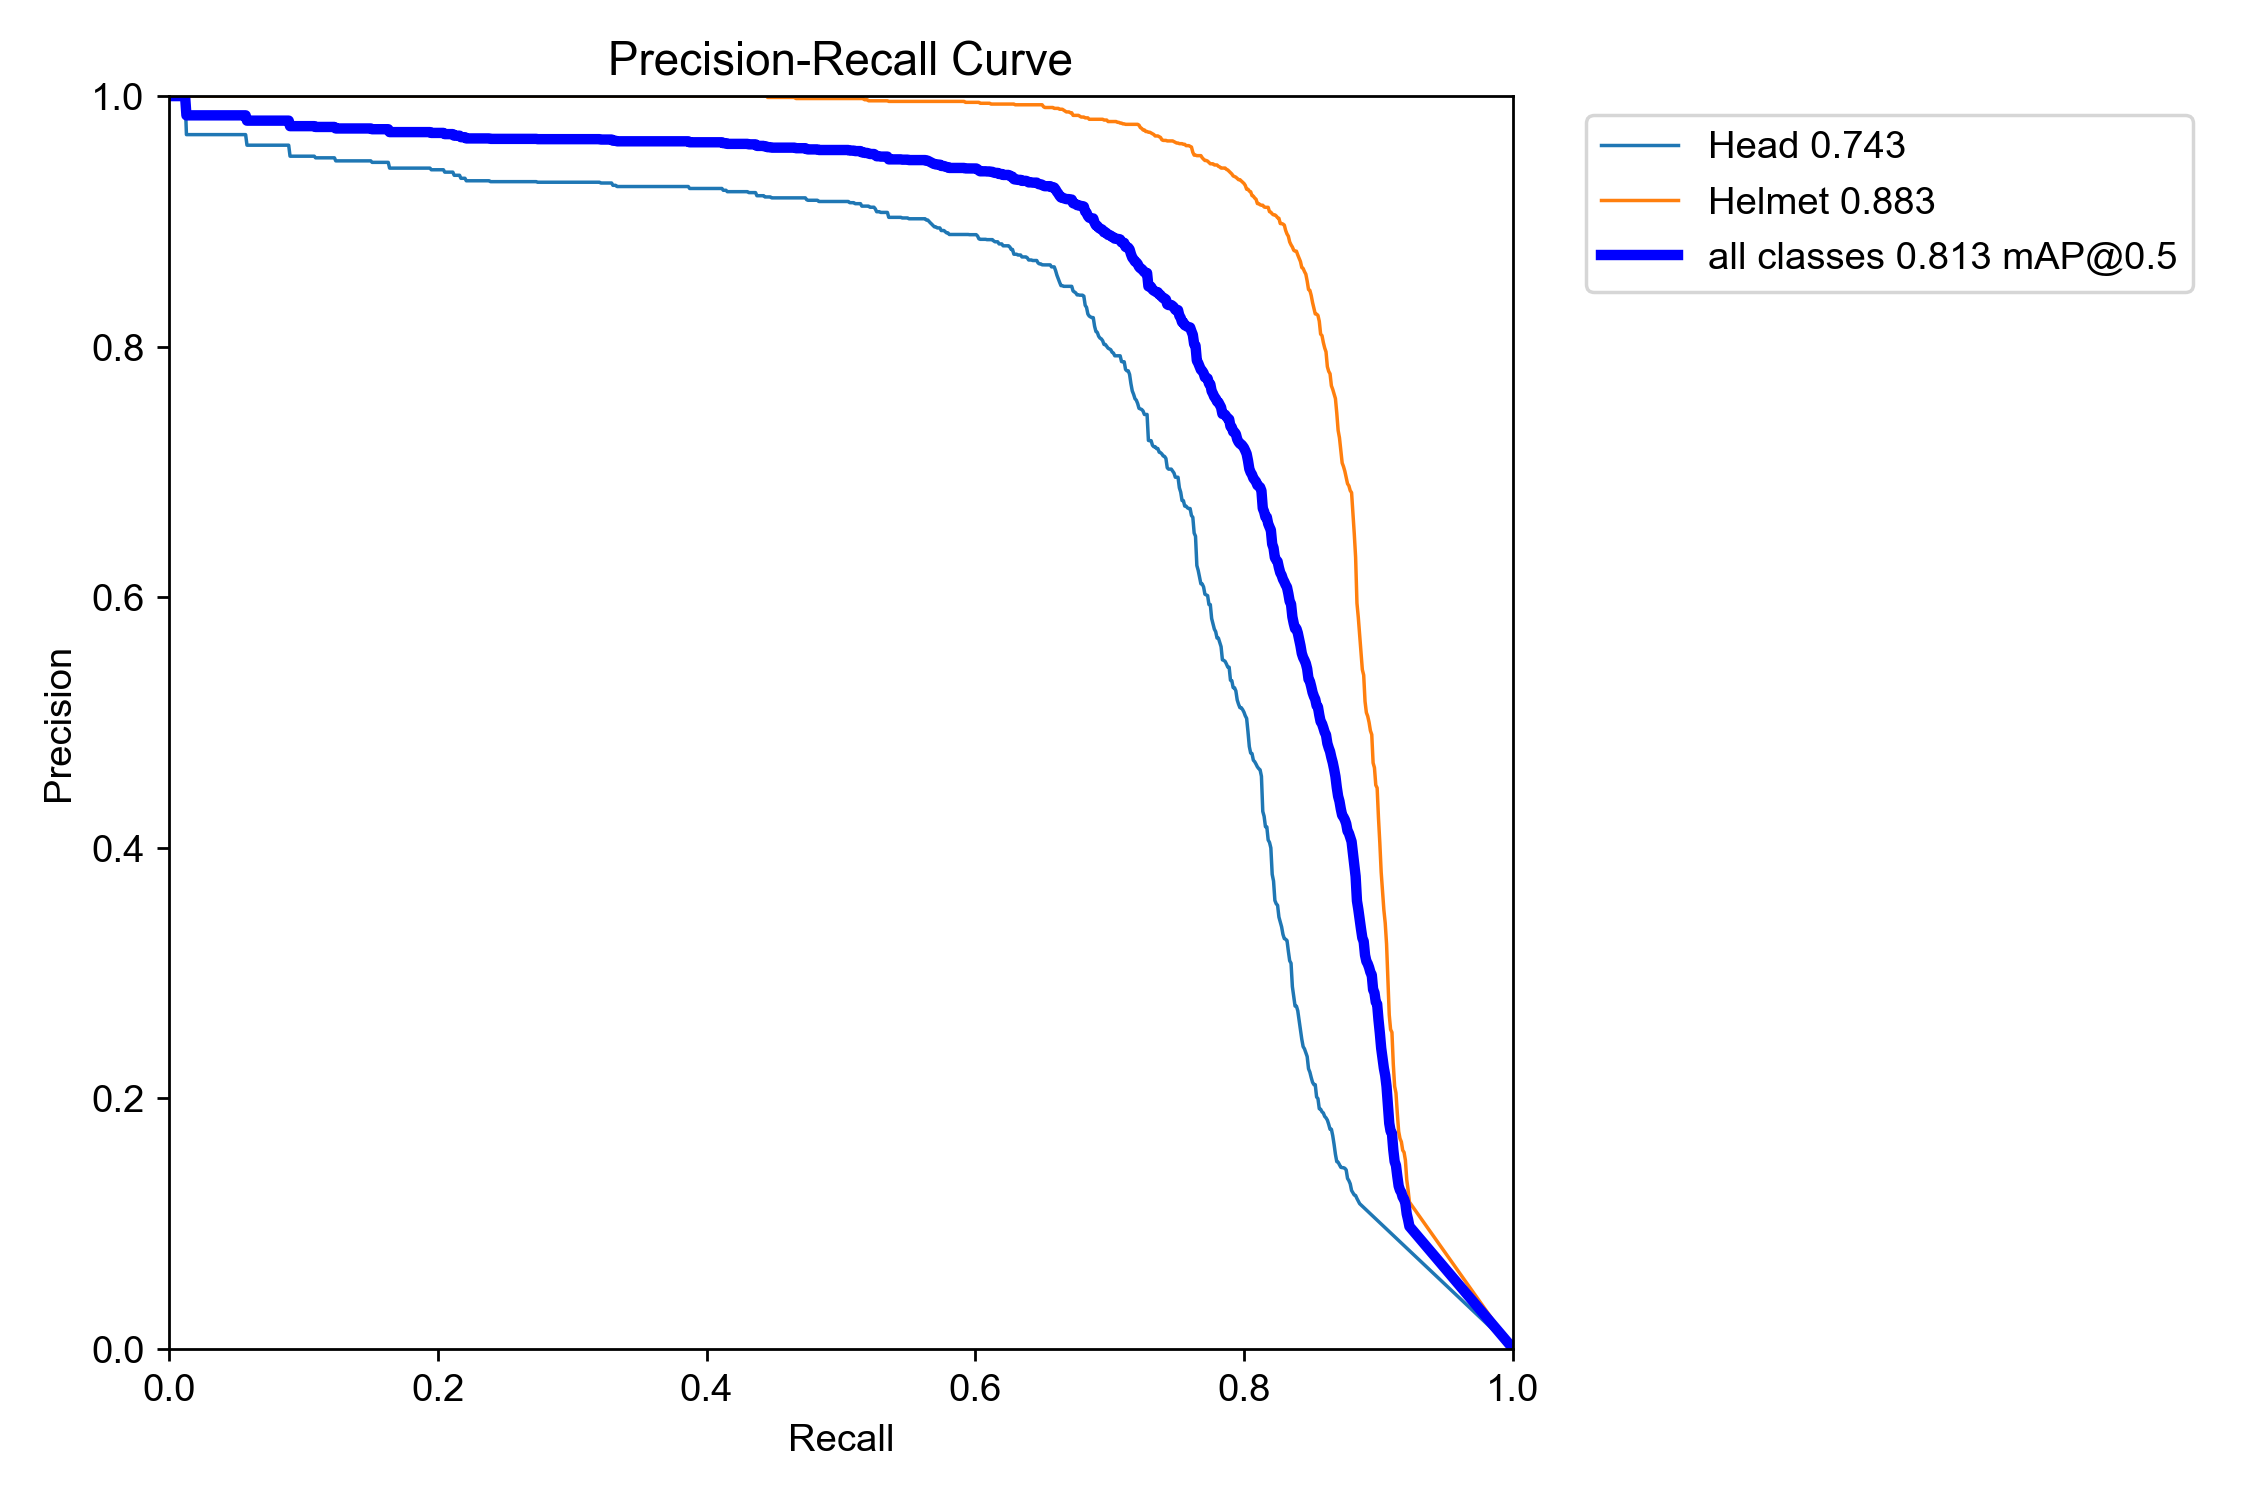 Precision-Recall Curve
1.0
0.8
0.6
0.4
0.2
0.0
Precision
0.0 0.2 0.4 0.6 0.8 1.0
Recall
Head 0.743
Helmet 0.883
all classes 0.813 mAP@0.5